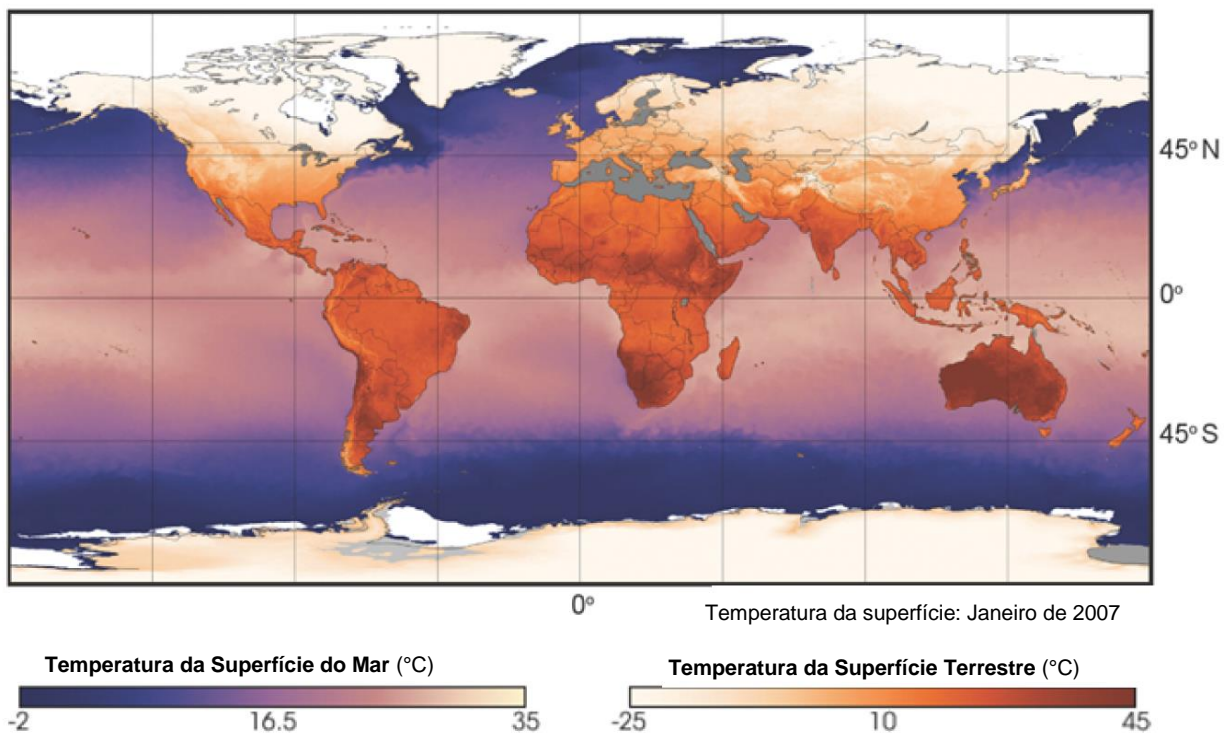 45° N
0°
45° S
0°
Temperatura da superfície: Janeiro de 2007
Temperatura da Superfície do Mar (°C)
-2 16.5 35
Temperatura da Superfície Terrestre (°C)
-25 10 45